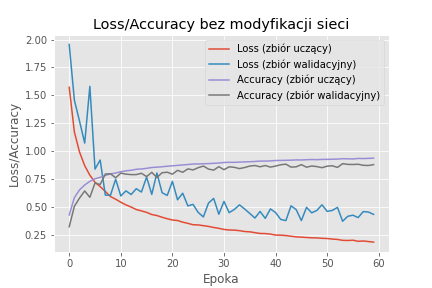 Loss/Accuracy bez modyfikacji sieci
Loss (zbiór uczący)
Loss (zbiór walidacyjny)
Accuracy (zbiór uczący)
Accuracy (zbiór walidacyjny)
Loss/Accuracy
2.00
1.75
1.50
1.25
1.00
0.75
0.50
0.25
0 10 20 30 40 50 60
Epoka